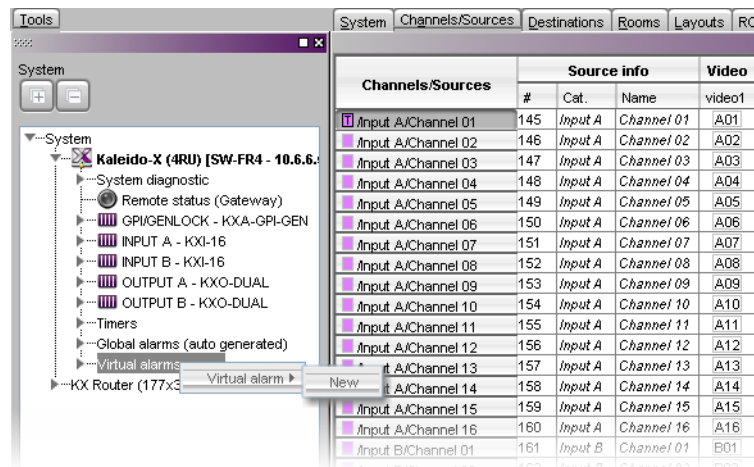 Tools
System Channels/Sources Destinations Rooms Layouts
System
Channels/Sources Source info Video
# Cat. Name video1
System
Kaleido-X (4RU) [SW-FR4 - 10.6.6.
System diagnostic
Remote status (Gateway)
GPI/GENLOCK - KXA-GPI-GEN
INPUT A - KXI-16
INPUT B - KXI-16
OUTPUT A - KXO-DUAL
OUTPUT B - KXO-DUAL
Timers
Global alarms (auto generated)
Virtual alarms
KX Router (177x3
Virtual alarm New
T /Input A/Channel 01 145 Input A Channel 01 A01
/Input A/Channel 02 146 Input A Channel 02 A02
/Input A/Channel 03 147 Input A Channel 03 A03
/Input A/Channel 04 148 Input A Channel 04 A04
/Input A/Channel 05 149 Input A Channel 05 A05
/Input A/Channel 06 150 Input A Channel 06 A06
/Input A/Channel 07 151 Input A Channel 07 A07
/Input A/Channel 08 152 Input A Channel 08 A08
/Input A/Channel 09 153 Input A Channel 09 A09
/Input A/Channel 10 154 Input A Channel 10 A10
/Input A/Channel 11 155 Input A Channel 11 A11
/Input A/Channel 12 156 Input A Channel 12 A12
A/Channel 13 157 Input A Channel 13 A13
A/Channel 14 158 Input A Channel 14 A14
/Input A/Channel 15 159 Input A Channel 15 A15
/Input A/Channel 16 160 Input A Channel 16 A16
/Input B/Channel 01 161 Input B Channel 01 B01